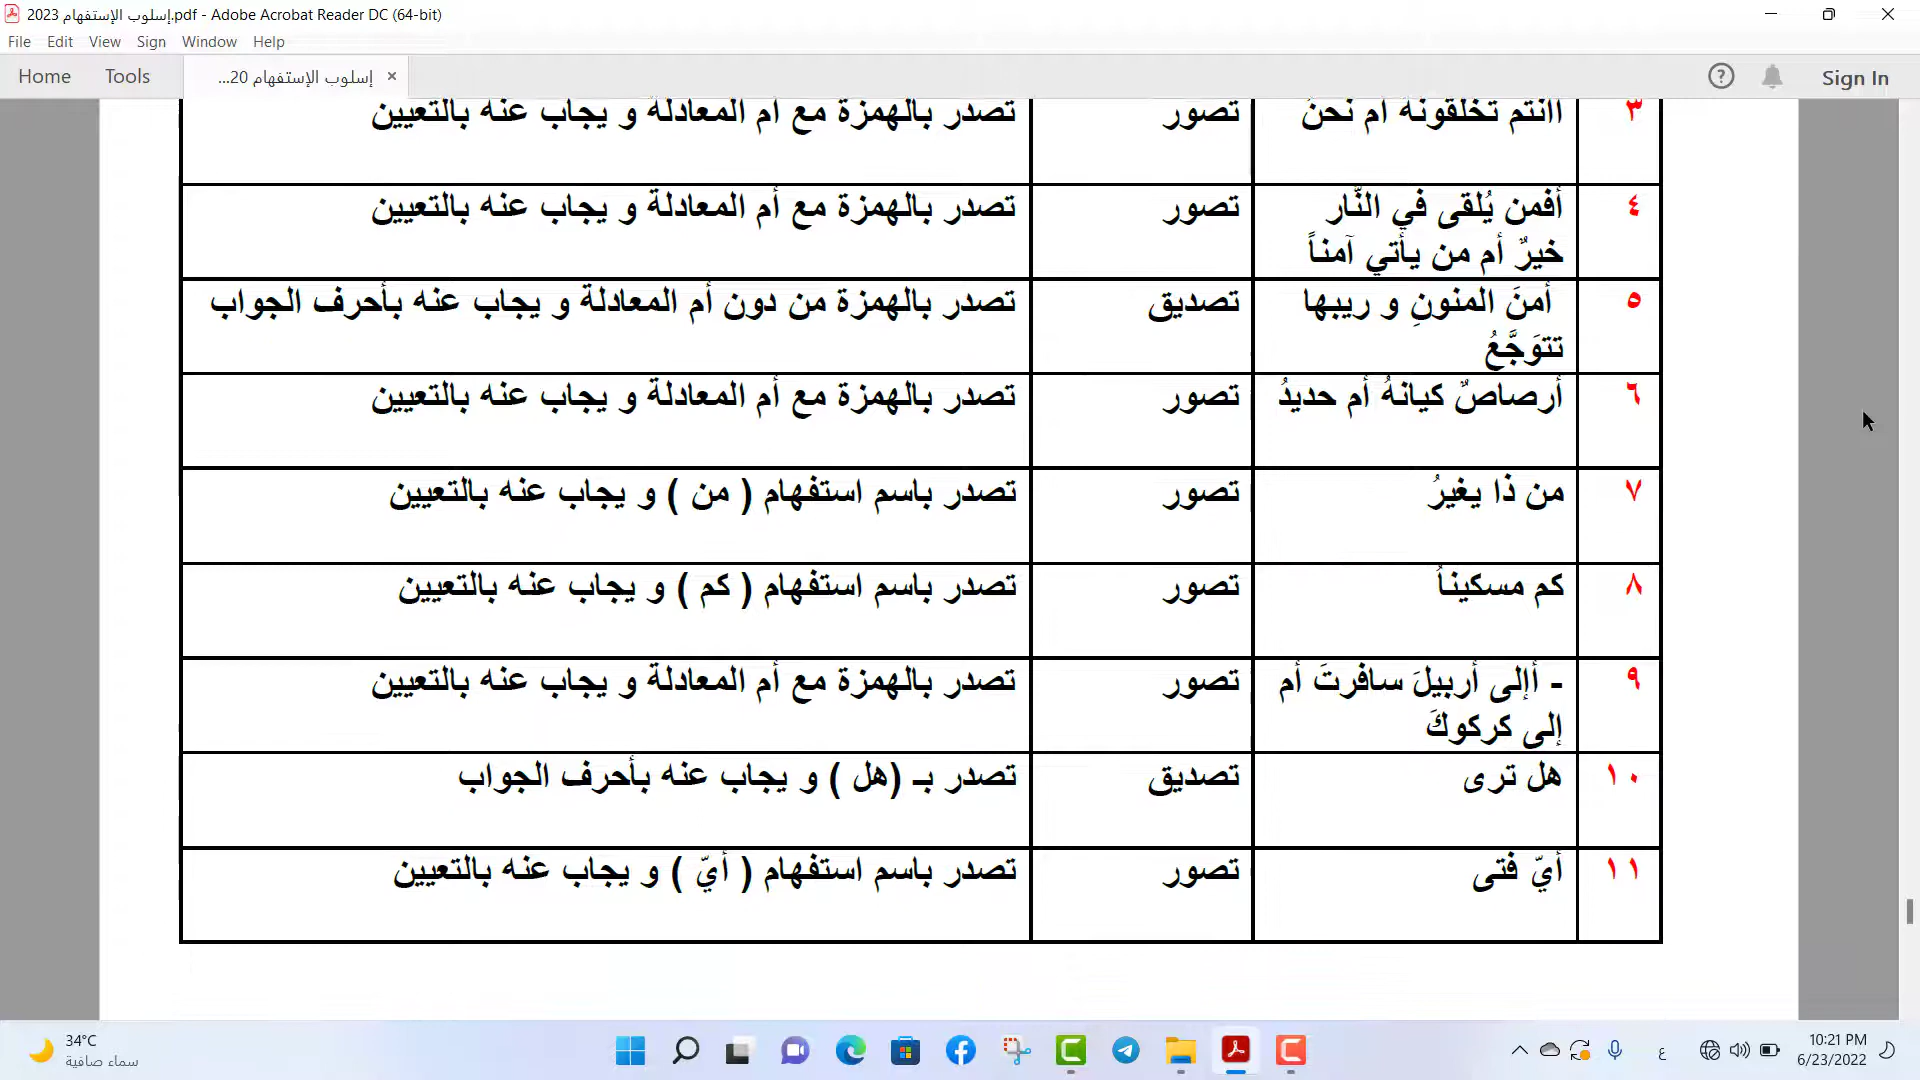 إسلوب الإستفهام 2023.pdf - Adobe Acrobat Reader DC (64-bit)
File Edit View Sign Window Help
Home Tools إسلوب الإستفهام 20... × Sign In
٣ أأنتم تخلقونهُ أم نحنُ تصور تصدر بالهمزة مع أم المعادلة و يجاب عنه بالتعيين
٤ أفمن يُلقى في النَّار تصور تصدر بالهمزة مع أم المعادلة و يجاب عنه بالتعيين
خيرٌ أم من يأتي آمناً
٥ أمنَ المنونِ و ريبها تصديق تصدر بالهمزة من دون أم المعادلة و يجاب عنه بأحرف الجواب
تتوَجَّعُ
٦ أرصاصٌ كيانهُ أم حديدُ تصور تصدر بالهمزة مع أم المعادلة و يجاب عنه بالتعيين
٧ من ذا يغيرُ تصور تصدر باسم استفهام ( من ) و يجاب عنه بالتعيين
٨ كم مسكيناً تصور تصدر باسم استفهام ( كم ) و يجاب عنه بالتعيين
٩ - أإلى أربيلَ سافرتَ أم تصور تصدر بالهمزة مع أم المعادلة و يجاب عنه بالتعيين
إلى كركوكَ
١٠ هل ترى تصديق تصدر بـ (هل ) و يجاب عنه بأحرف الجواب
١١ أيّ فتى تصور تصدر باسم استفهام ( أيّ ) و يجاب عنه بالتعيين
34°C
سماء صافية
ع
10:21 PM
6/23/2022